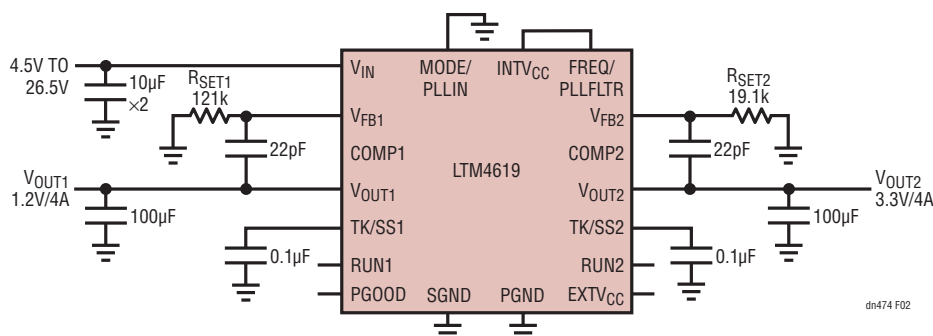 4.5V TO
26.5V
10µF
×2
RSET1
121k
22pF
VOUT1
1.2V/4A
100µF
0.1µF
VIN
MODE/
PLLIN
INTVCC
FREQ/
PLLFLTR
VFB1
VFB2
COMP1
COMP2
LTM4619
VOUT1
VOUT2
TK/SS1
TK/SS2
RUN1
RUN2
PGOOD
SGND
PGND
EXTVCC
RSET2
19.1k
22pF
VOUT2
3.3V/4A
100µF
0.1µF
dn474 F02